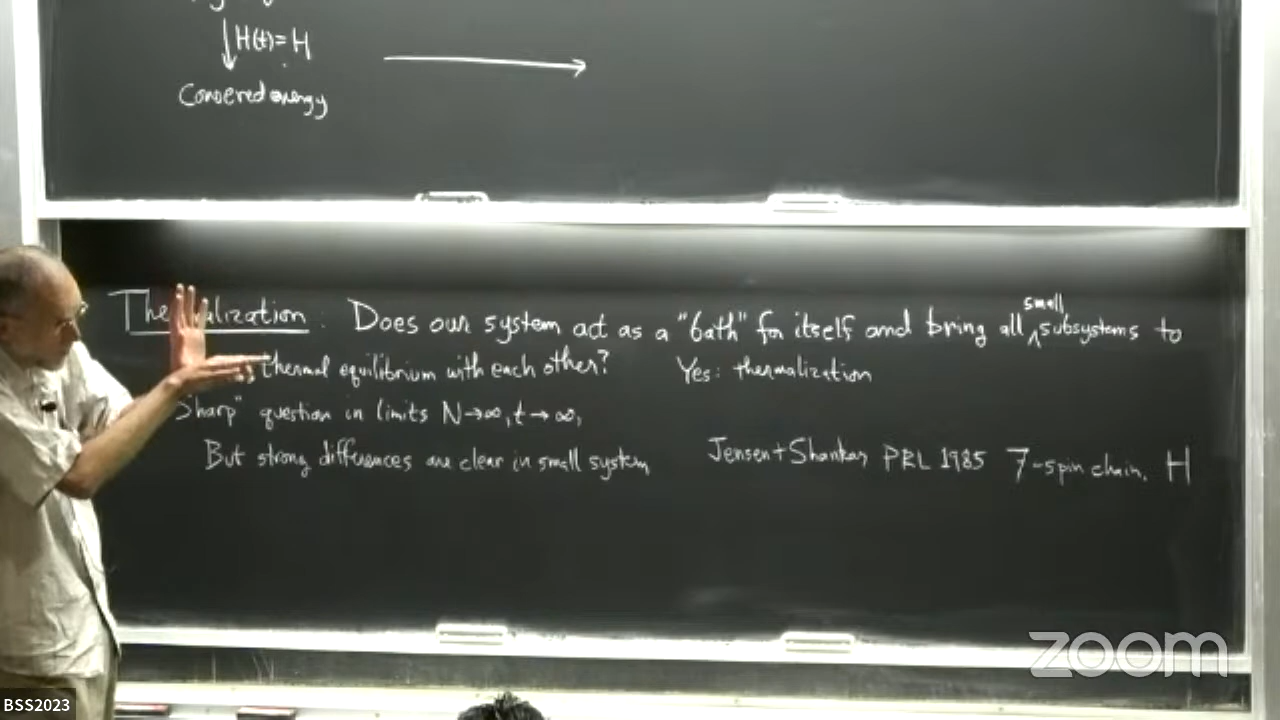 H(t)= H
Conserved energy
Thermalization: Does our system act as a "bath" for itself and bring all small subsystems to
thermal equilibrium with each other? Yes: thermalization
Sharp" question in limits N→∞, t→∞,
But strong differences are clear in small system
Jensen+Shankar PRL 1985 7-spin chain, H
zoom
BSS2023